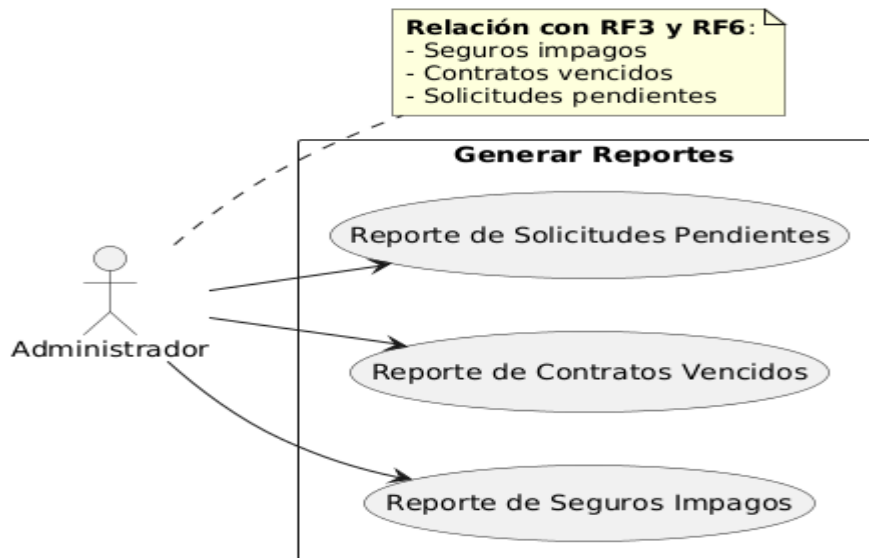 Relación con RF3 y RF6:
- Seguros impagos
- Contratos vencidos
- Solicitudes pendientes
Generar Reportes
Reporte de Solicitudes Pendientes
Administrador
Reporte de Contratos Vencidos
Reporte de Seguros Impagos